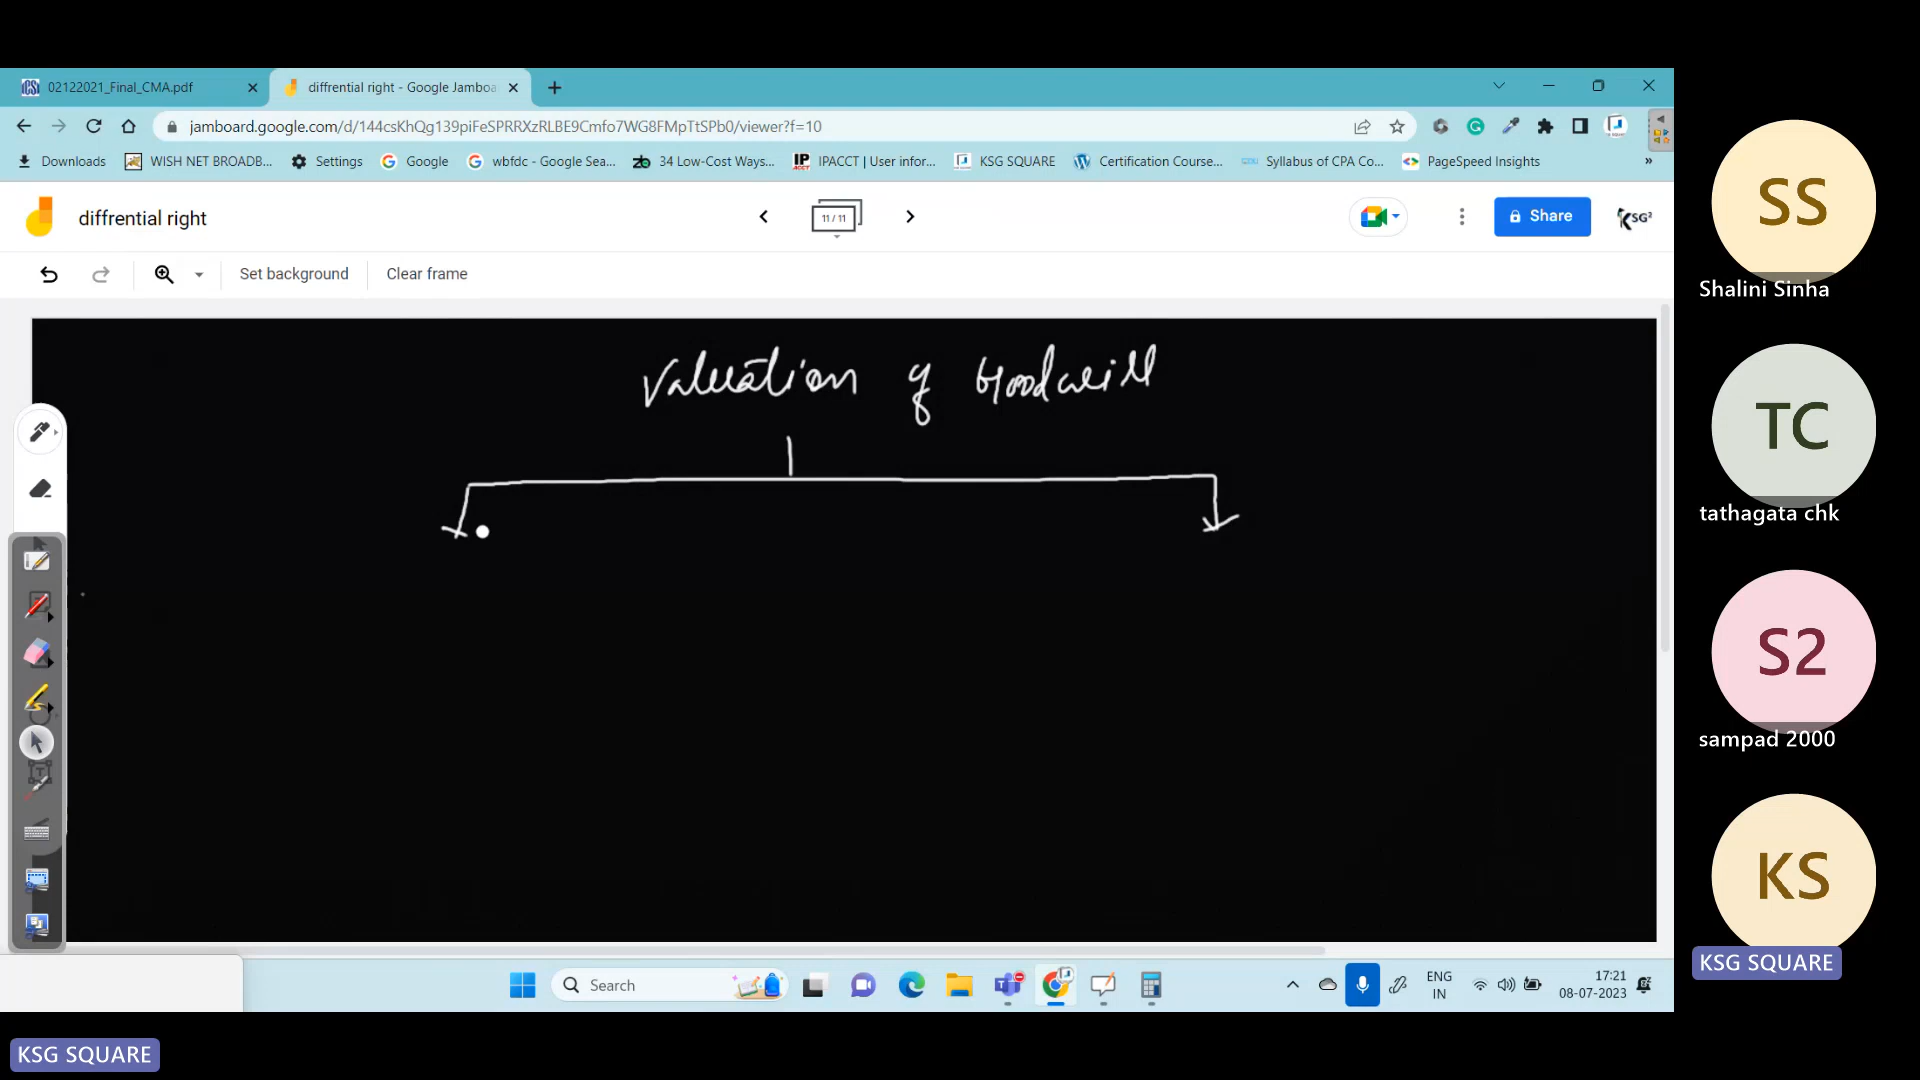 02122021_Final_CMA.pdf
diffrential right - Google Jamboa
jamboard.google.com/d/144csKhQg139piFeSPRRXzRLBE9Cmfo7WG8FMpTtSPb0/viewer?f=10
Downloads WISH NET BROADB... Settings Google wbfdc - Google Sea... 34 Low-Cost Ways... IPACCT | User infor... KSG SQUARE Certification Course... Syllabus of CPA Co... PageSpeed Insights »
diffrential right
11 / 11
Share
KSG²
Set background Clear frame
Valuation of Goodwill
SS
Shalini Sinha
TC
tathagata chk
S2
sampad 2000
KS
KSG SQUARE
Search
ENG
IN
17:21
08-07-2023
KSG SQUARE